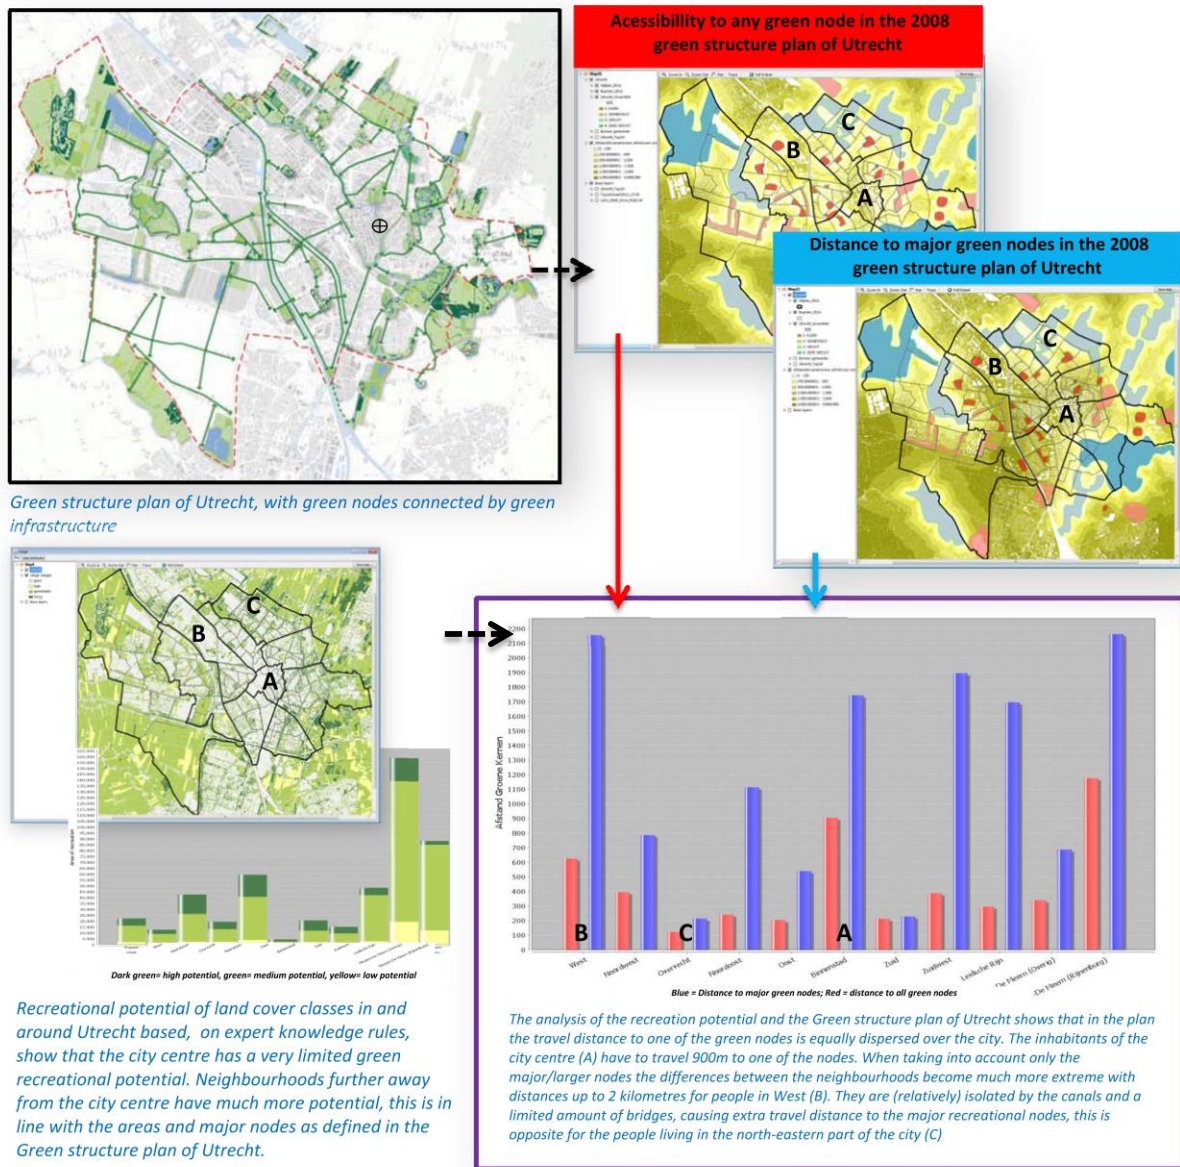 Acessibillity to any green node in the 2008
green structure plan of Utrecht
C
B
A
Distance to major green nodes in the 2008
green structure plan of Utrecht
C
B
A
Green structure plan of Utrecht, with green nodes connected by green
infrastructure
C
B
A
Dark green= high potential, green= medium potential, yellow= low potential
Recreational potential of land cover classes in and
around Utrecht based, on expert knowledge rules,
show that the city centre has a very limited green
recreational potential. Neighbourhoods further away
from the city centre have much more potential, this is in
line with the areas and major nodes as defined in the
Green structure plan of Utrecht.
Afstand Groene Kernen
2200
2100
2000
1900
1800
1700
1600
1500
1400
1300
1200
1100
1000
900
800
700
600
500
400
300
200
100
0
B
C
A
West
Noordwest
Overvecht
Noordoost
Oost
Binnenstad
Zuid
Zuidwest
Leidsche Rijn
De Meern (Overig)
De Meern (Rijnenburg)
Blue = Distance to major green nodes; Red = distance to all green nodes
The analysis of the recreation potential and the Green structure plan of Utrecht shows that in the plan
the travel distance to one of the green nodes is equally dispersed over the city. The inhabitants of the
city centre (A) have to travel 900m to one of the nodes. When taking into account only the
major/larger nodes the differences between the neighbourhoods become much more extreme with
distances up to 2 kilometres for people in West (B). They are (relatively) isolated by the canals and a
limited amount of bridges, causing extra travel distance to the major recreational nodes, this is
opposite for the people living in the north-eastern part of the city (C)